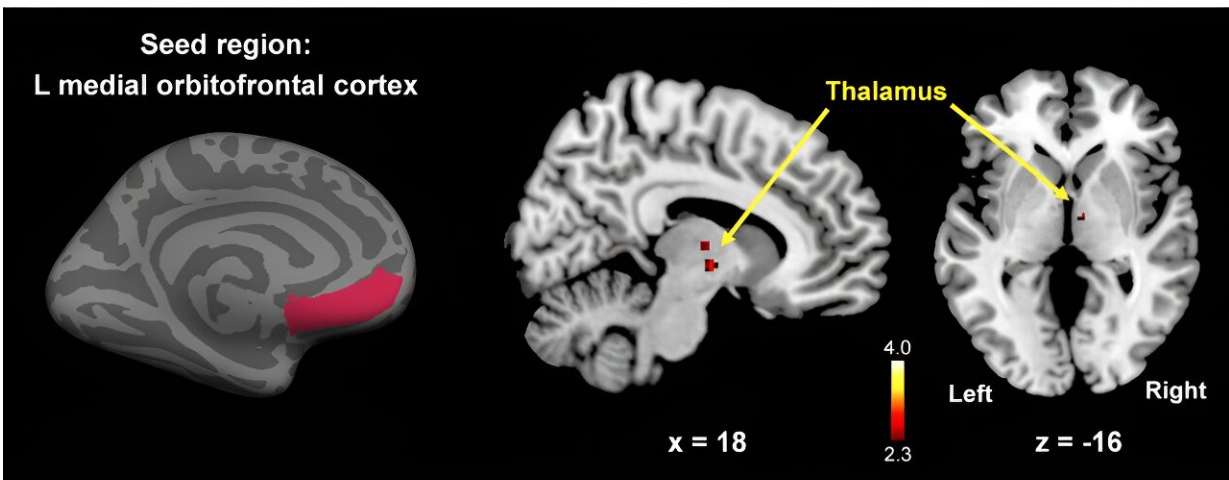 Seed region:
L medial orbitofrontal cortex
Thalamus
4.0
2.3
Left
Right
x = 18
z = -16